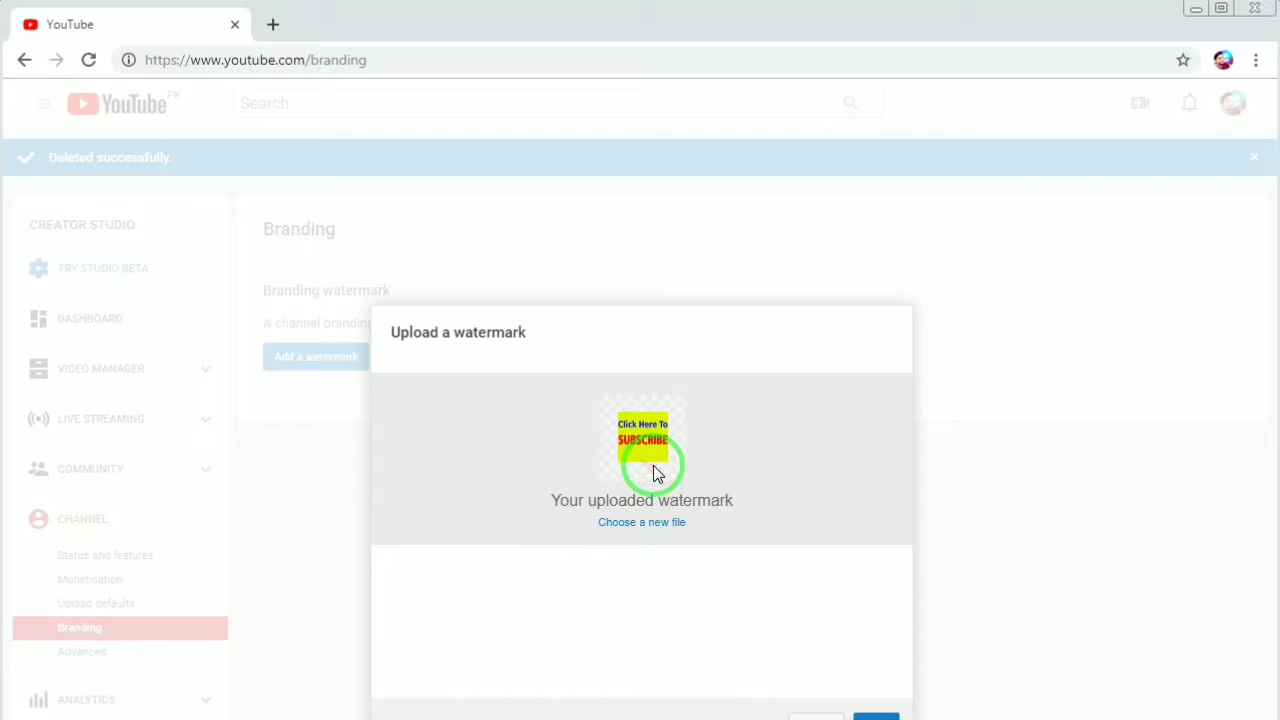 YouTube
https://www.youtube.com/branding
YouTube PK
Search
Deleted successfully.
CREATOR STUDIO
TRY STUDIO BETA
DASHBOARD
VIDEO MANAGER
LIVE STREAMING
COMMUNITY
CHANNEL
Status and features
Monetisation
Upload defaults
Branding
Advanced
ANALYTICS
Branding
Branding watermark
A channel branding
Add a watermark
Upload a watermark
Click Here To
SUBSCRIBE
Your uploaded watermark
Choose a new file